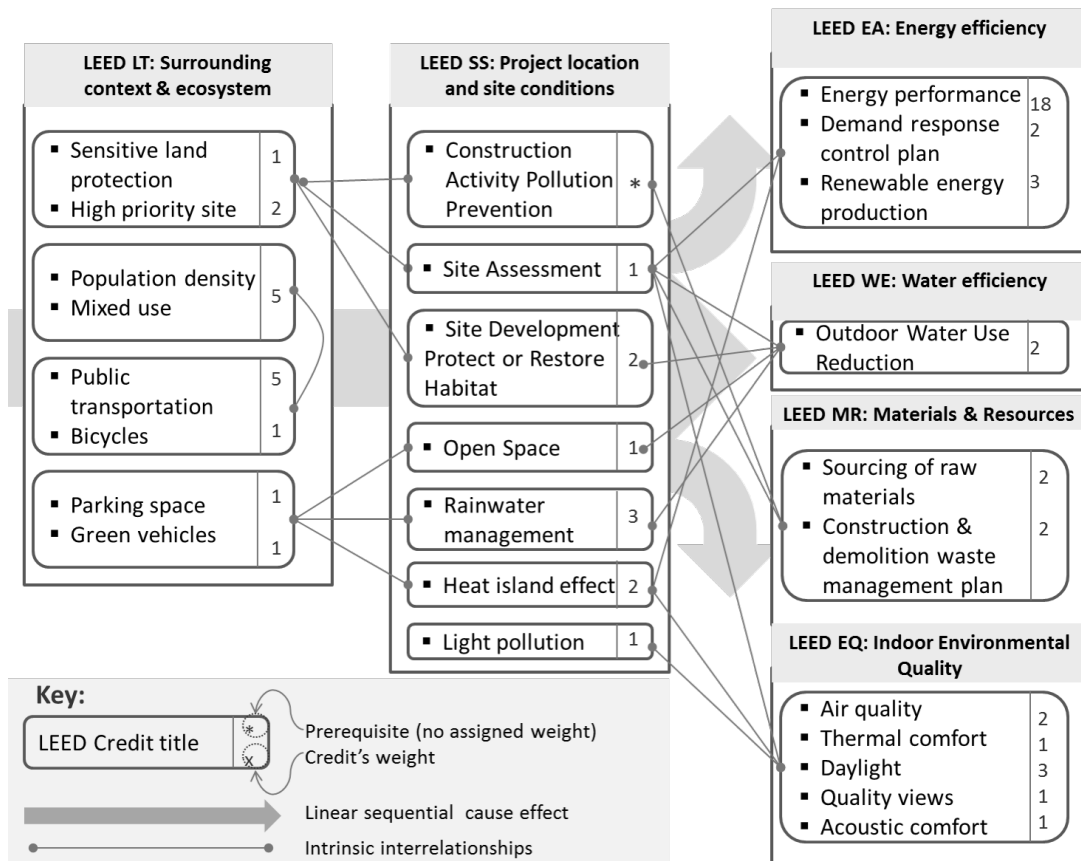 LEED LT: Surrounding
context & ecosystem
Sensitive land
protection
1
High priority site
2
Population density
Mixed use
5
Public
transportation
5
Bicycles
1
Parking space
1
Green vehicles
1
LEED SS: Project location
and site conditions
Construction
Activity Pollution
Prevention
*
Site Assessment
1
Site Development
Protect or Restore
Habitat
2
Open Space
1
Rainwater
management
3
Heat island effect
2
Light pollution
1
LEED EA: Energy efficiency
Energy performance
18
Demand response
control plan
2
Renewable energy
production
3
LEED WE: Water efficiency
Outdoor Water Use
Reduction
2
LEED MR: Materials & Resources
Sourcing of raw
materials
2
Construction &
demolition waste
management plan
2
LEED EQ: Indoor Environmental
Quality
Air quality
2
Thermal comfort
1
Daylight
3
Quality views
1
Acoustic comfort
1
Key:
LEED Credit title
*
x
Prerequisite (no assigned weight)
Credit's weight
Linear sequential cause effect
Intrinsic interrelationships